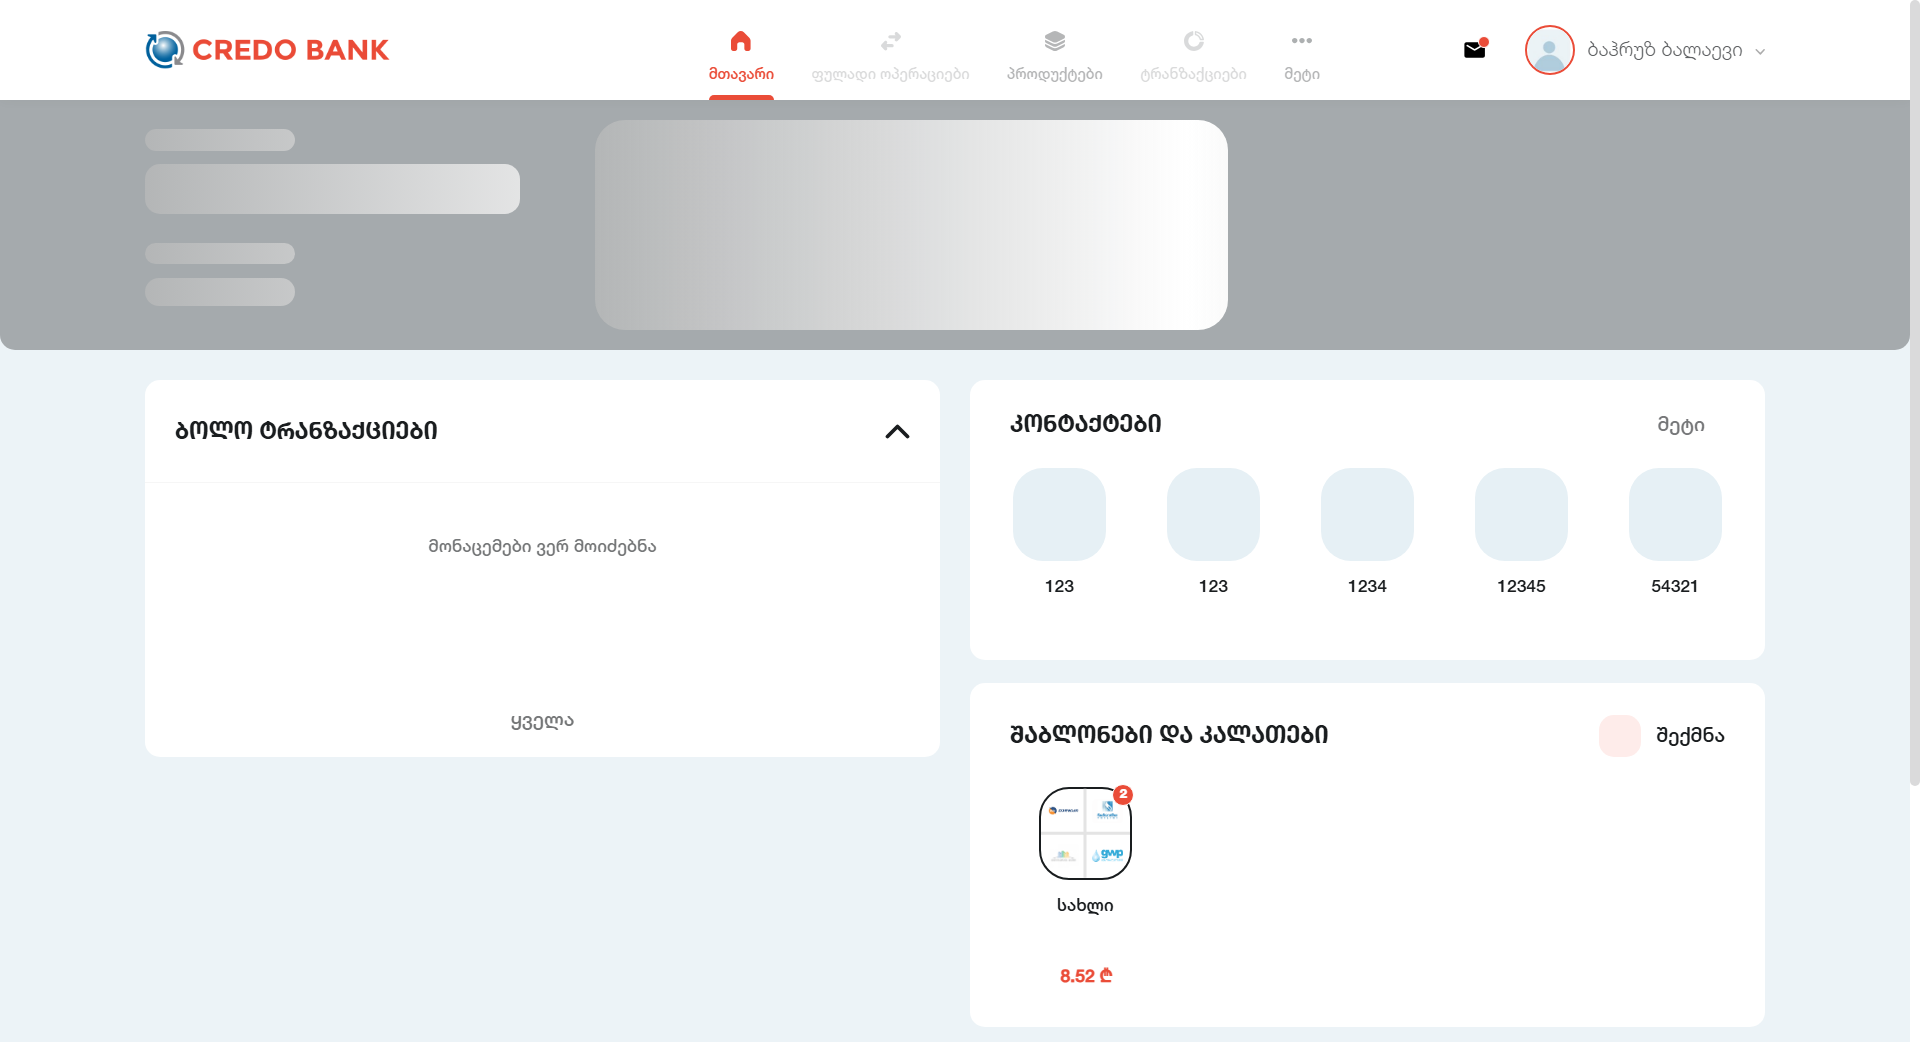 CREDO BANK
მთავარი
ფულადი ოპერაციები
პროდუქტები
ტრანზაქციები
მეტი
ბაჰრუზ ბალაევი
ბოლო ტრანზაქციები
მონაცემები ვერ მოიძებნა
ყველა
კონტაქტები
მეტი
123
123
1234
12345
54321
შაბლონები და კალათები
შექმნა
2
gwp
სახლი
8.52 ₾